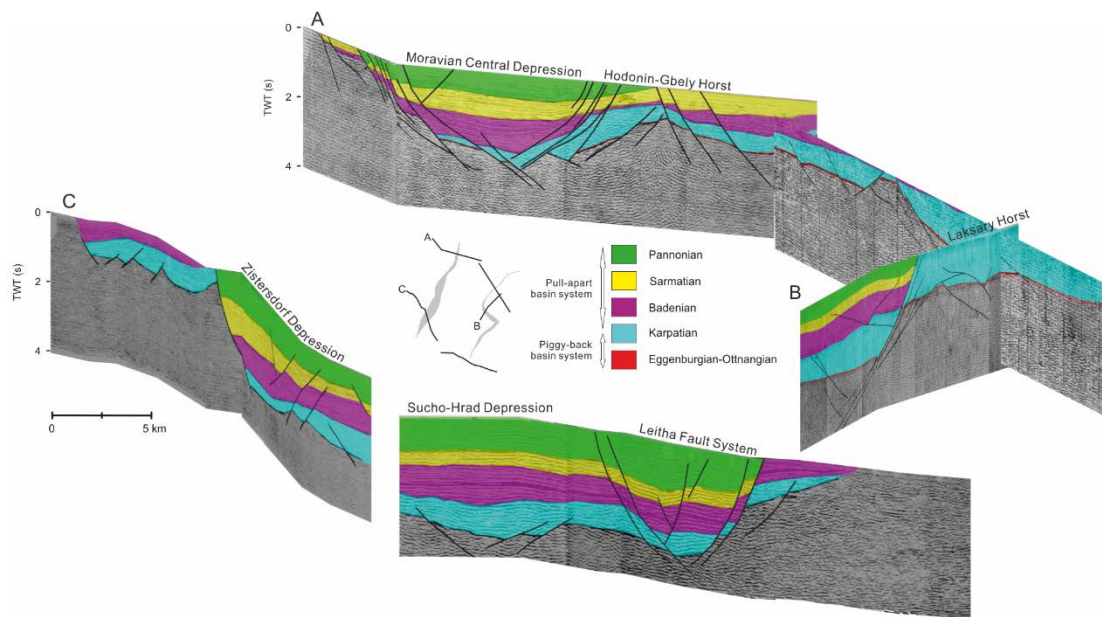 A
0
2
4
TWT (s)
Moravian Central Depression
Hodonin-Gbely Horst
C
0
2
4
TWT (s)
Zistersdorf Depression
0 5 km
A
C
B
Pull-apart
basin system
Piggy-back
basin system
Pannonian
Sarmatian
Badenian
Karpatian
Eggenburgian-Ottnangian
Laksary Horst
B
Sucho-Hrad Depression
Leitha Fault System